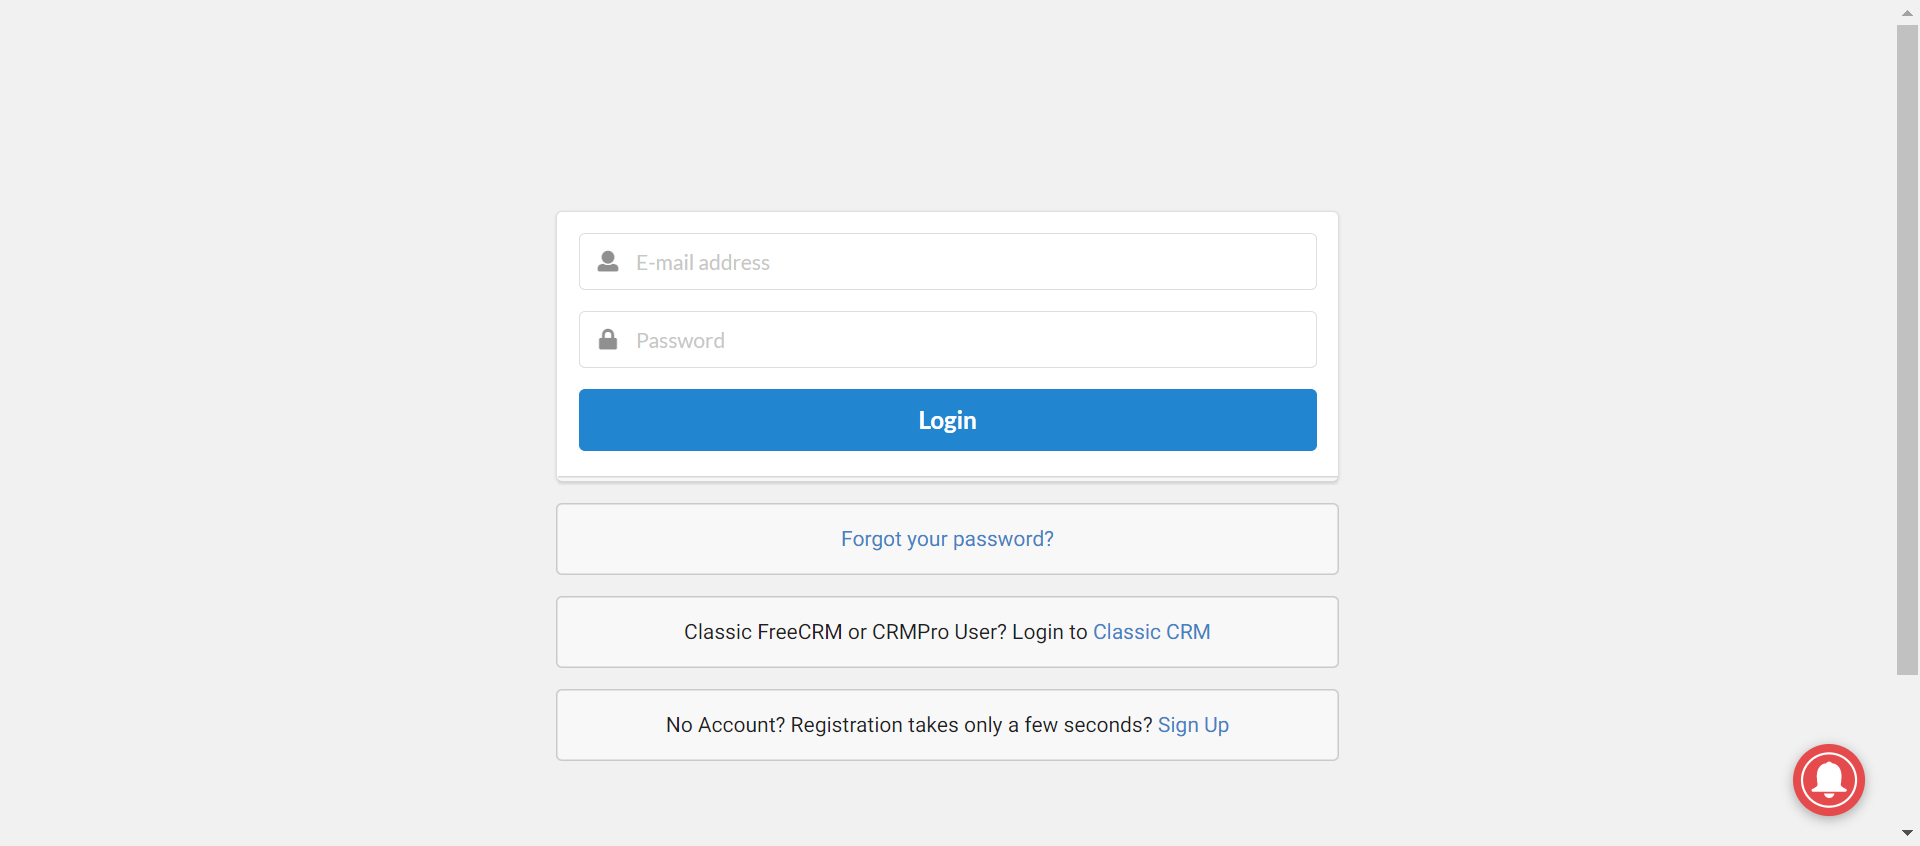 E-mail address
Password
Login
Forgot your password?
Classic FreeCRM or CRMPro User? Login to Classic CRM
No Account? Registration takes only a few seconds? Sign Up